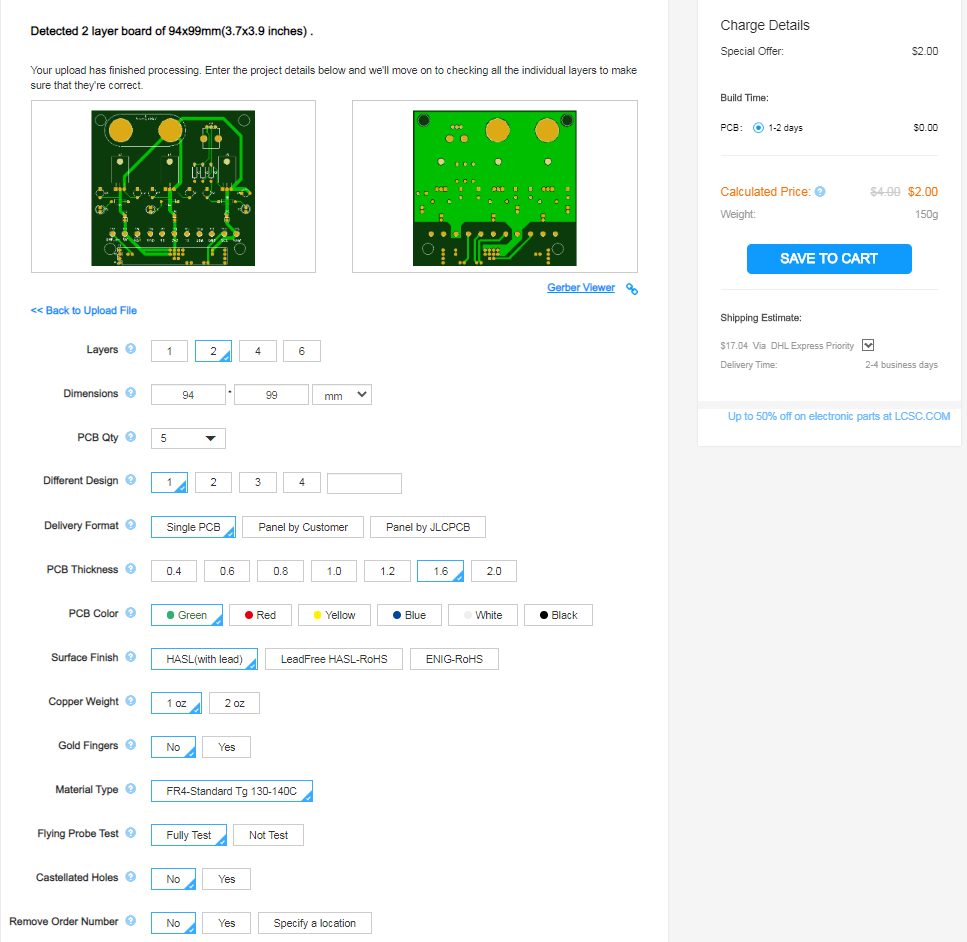 Detected 2 layer board of 94x99mm(3.7x3.9 inches) .
Your upload has finished processing. Enter the project details below and we'll move on to checking all the individual layers to make
sure that they're correct.
Gerber Viewer
<< Back to Upload File
Layers 1 2 4 6
Dimensions 94 * 99 mm
PCB Qty 5
Different Design 1 2 3 4
Delivery Format Single PCB Panel by Customer Panel by JLCPCB
PCB Thickness 0.4 0.6 0.8 1.0 1.2 1.6 2.0
PCB Color Green Red Yellow Blue White Black
Surface Finish HASL(with lead) LeadFree HASL-RoHS ENIG-RoHS
Copper Weight 1 oz 2 oz
Gold Fingers No Yes
Material Type FR4-Standard Tg 130-140C
Flying Probe Test Fully Test Not Test
Castellated Holes No Yes
Remove Order Number No Yes Specify a location
Charge Details
Special Offer: $2.00
Build Time:
PCB: 1-2 days $0.00
Calculated Price: $4.00 $2.00
Weight: 150g
SAVE TO CART
Shipping Estimate:
$17.04 Via DHL Express Priority
Delivery Time: 2-4 business days
Up to 50% off on electronic parts at LCSC.COM